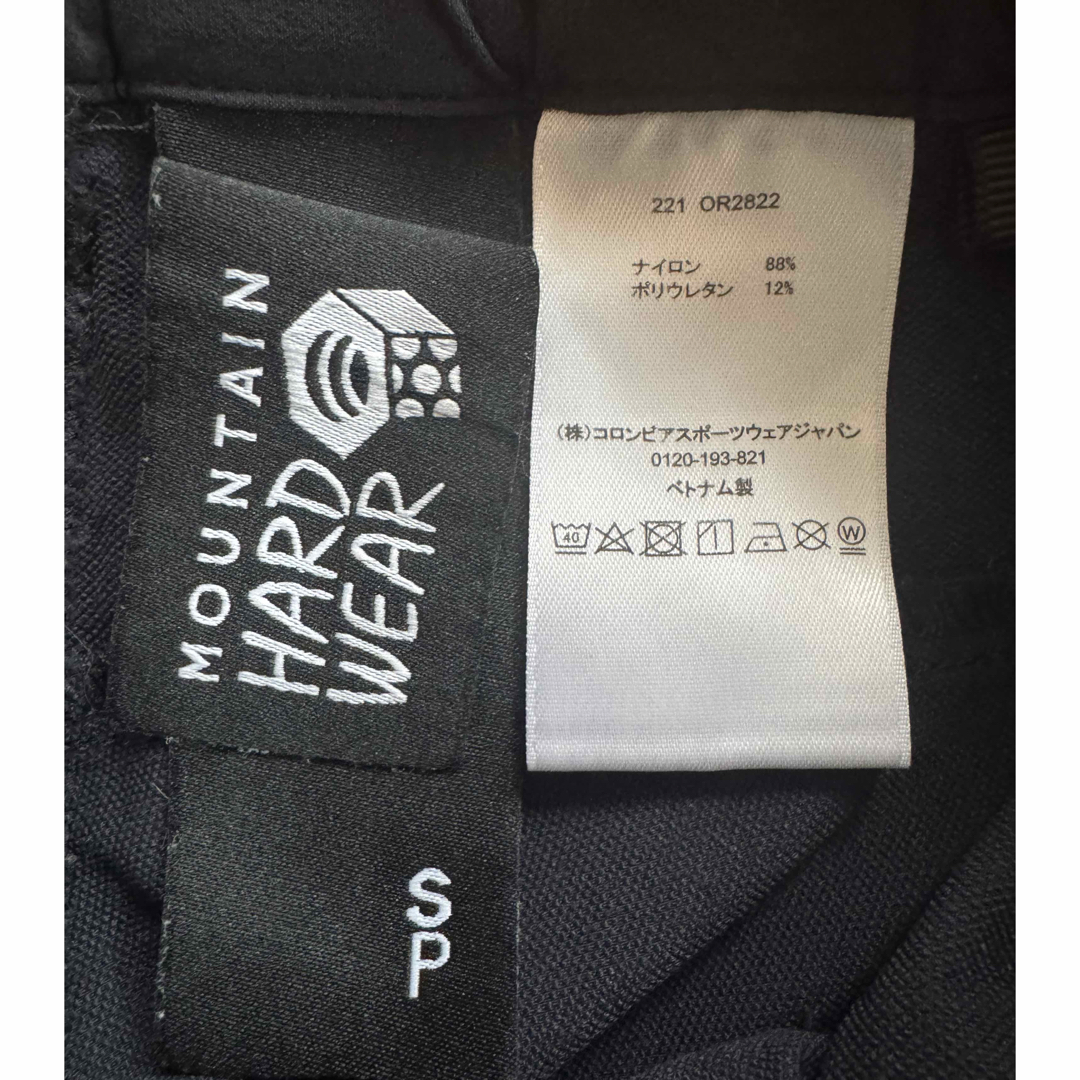 MOUNTAIN
HARD
WEAR
S
P
221 OR2822
ナイロン 88%
ポリウレタン 12%
(株)コロンビアスポーツウェアジャパン
0120-193-821
ベトナム製
40 W